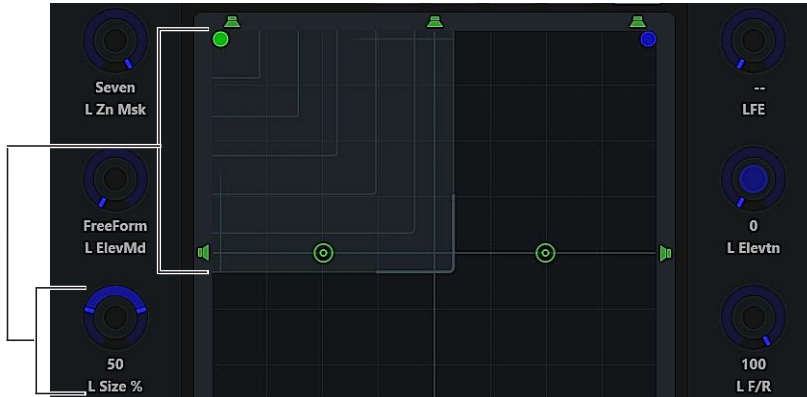 Seven
L Zn Msk
FreeForm
L ElevMd
50
L Size %
--
LFE
0
L Elevtn
100
L F/R